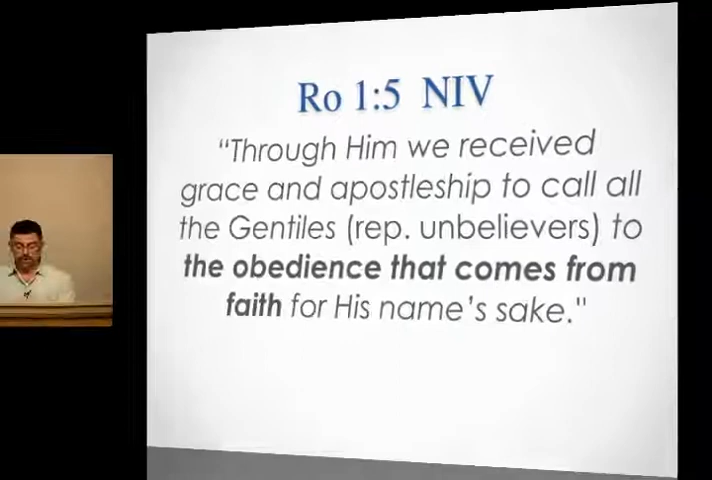 Ro 1:5 NIV
"Through Him we received
grace and apostleship to call all
the Gentiles (rep. unbelievers) to
the obedience that comes from
faith for His name's sake."